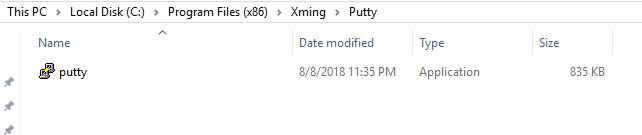 This PC > Local Disk (C:) > Program Files (x86) > Xming > Putty
Name Date modified Type Size
putty 8/8/2018 11:35 PM Application 835 KB